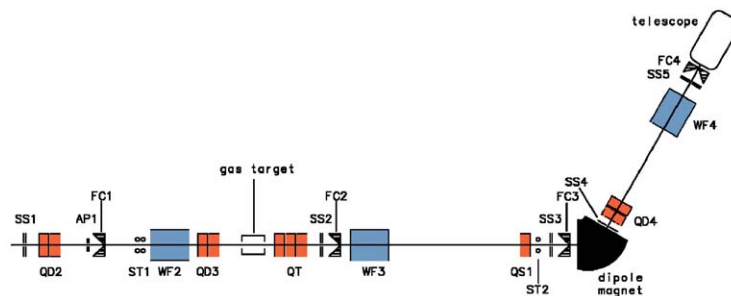 telescope
FC4
SS5
WF4
gas target
SS4
FC1
FC2
FC3
SS1
AP1
SS2
SS3
QD4
QD2
ST1
WF2
QD3
QT
WF3
QS1
ST2
dipole
magnet